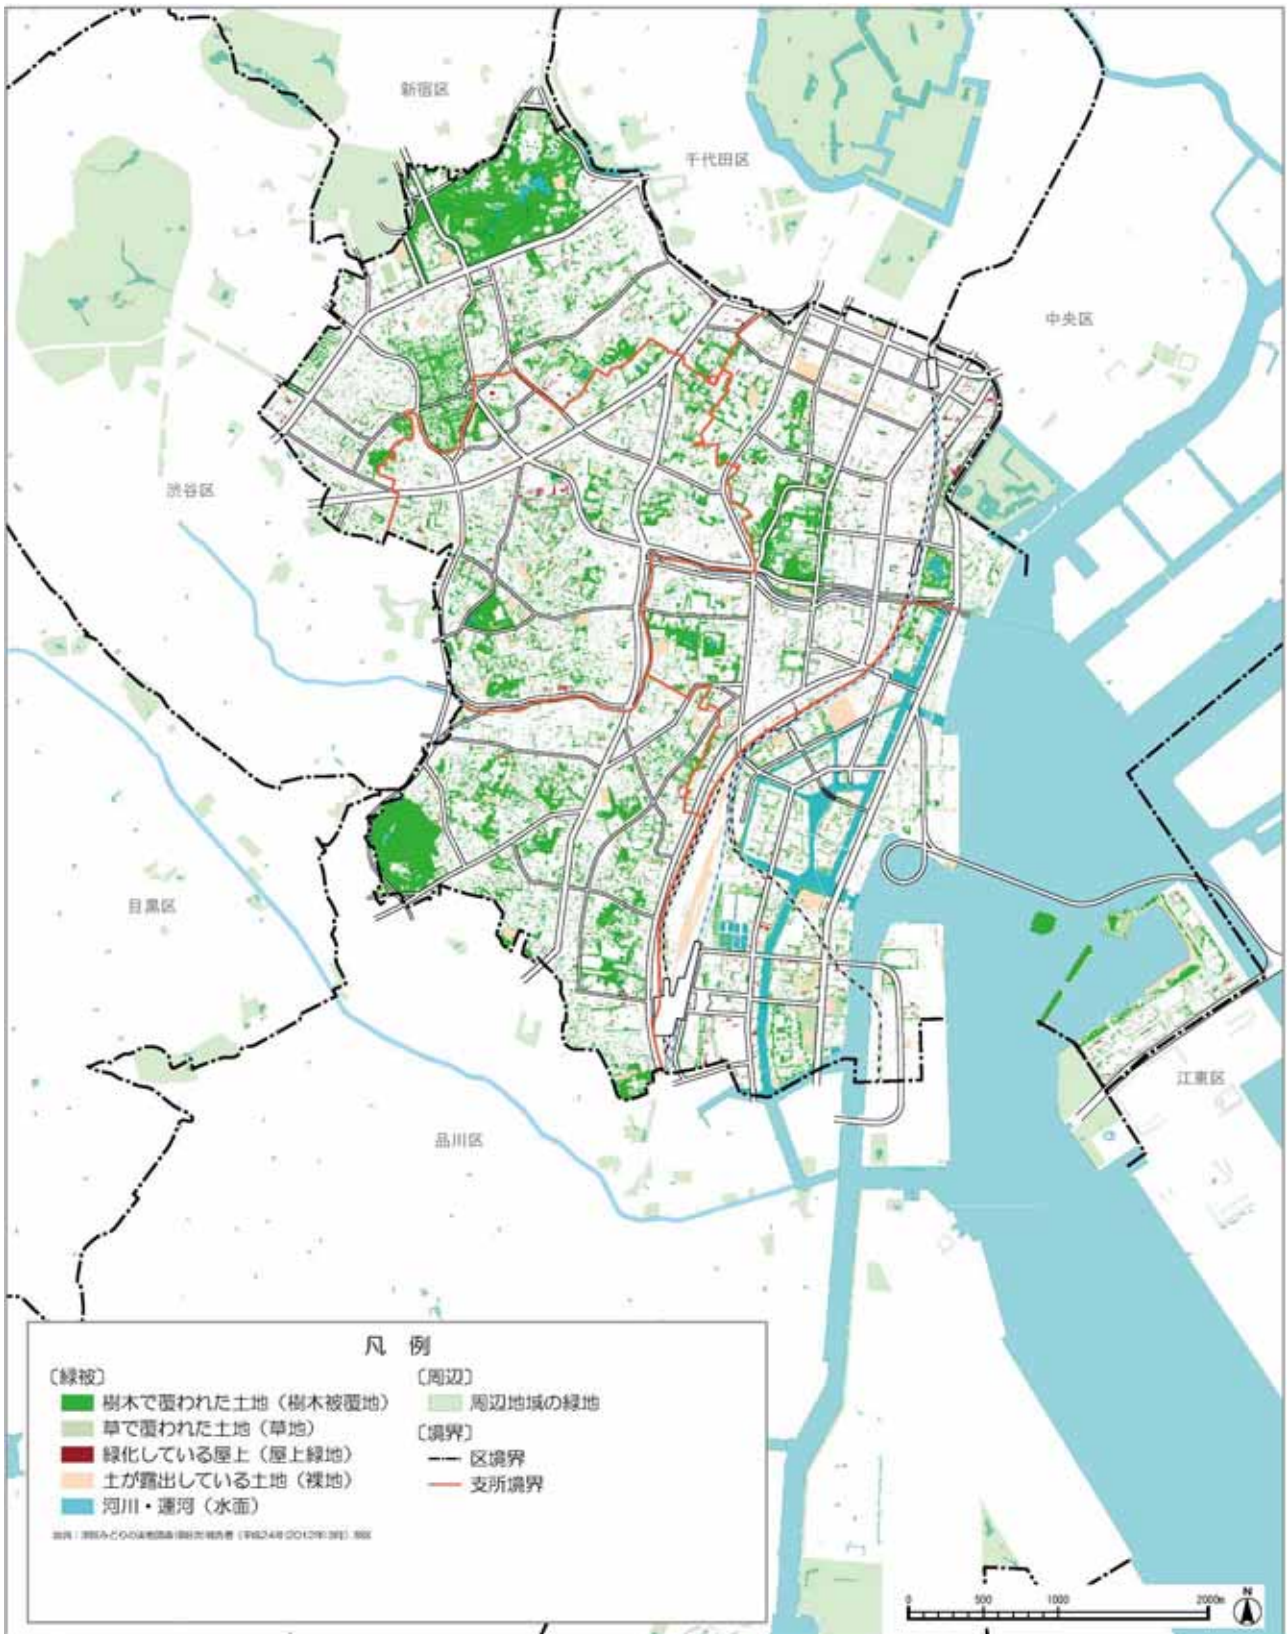 新宿区
千代田区
中央区
渋谷区
目黒区
品川区
江東区
凡 例
〔緑被〕
樹木で覆われた土地(樹木被覆地)
草で覆われた土地(草地)
緑化している屋上(屋上緑地)
土が露出している土地(裸地)
河川・運河(水面)
〔周辺〕
周辺地域の緑地
〔境界〕
区境界
支所境界
0 500 1000 2000m
N